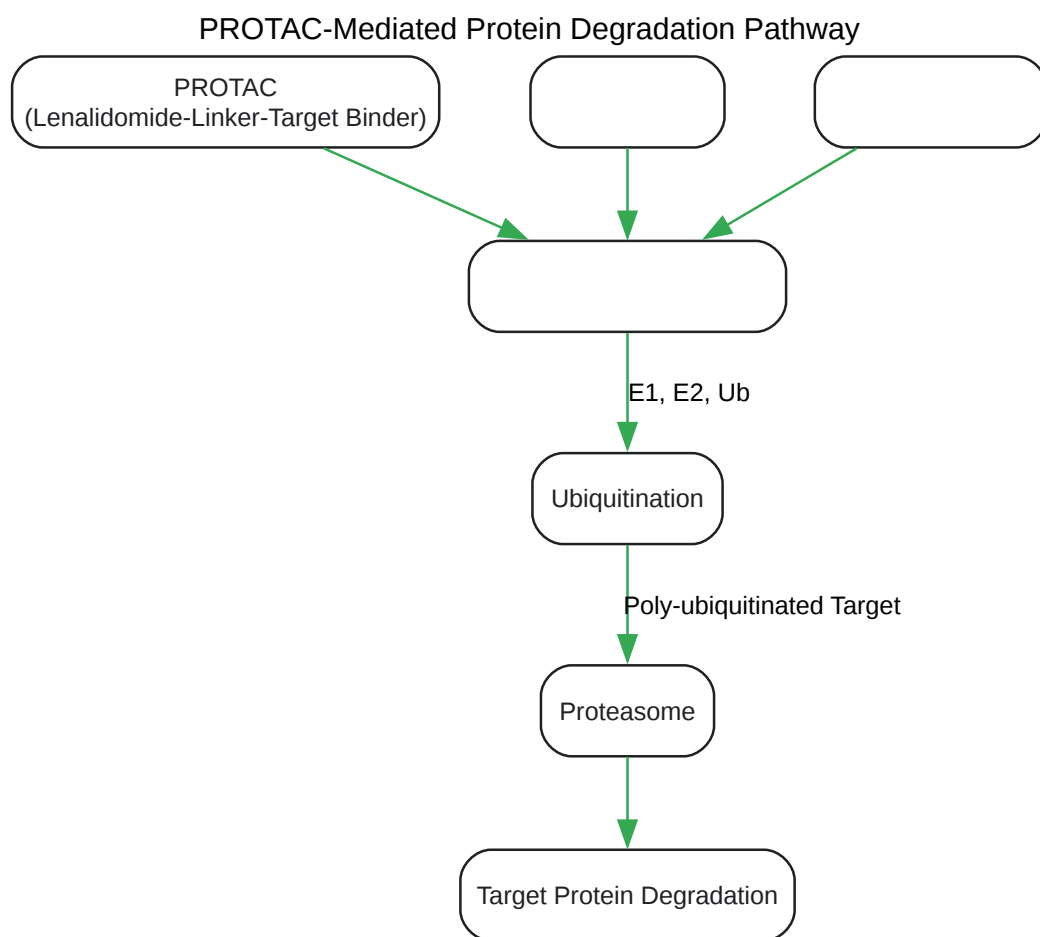 PROTAC-Mediated Protein Degradation Pathway
PROTAC
(Lenalidomide-Linker-Target Binder)
E1, E2, Ub
Ubiquitination
Poly-ubiquitinated Target
Proteasome
Target Protein Degradation